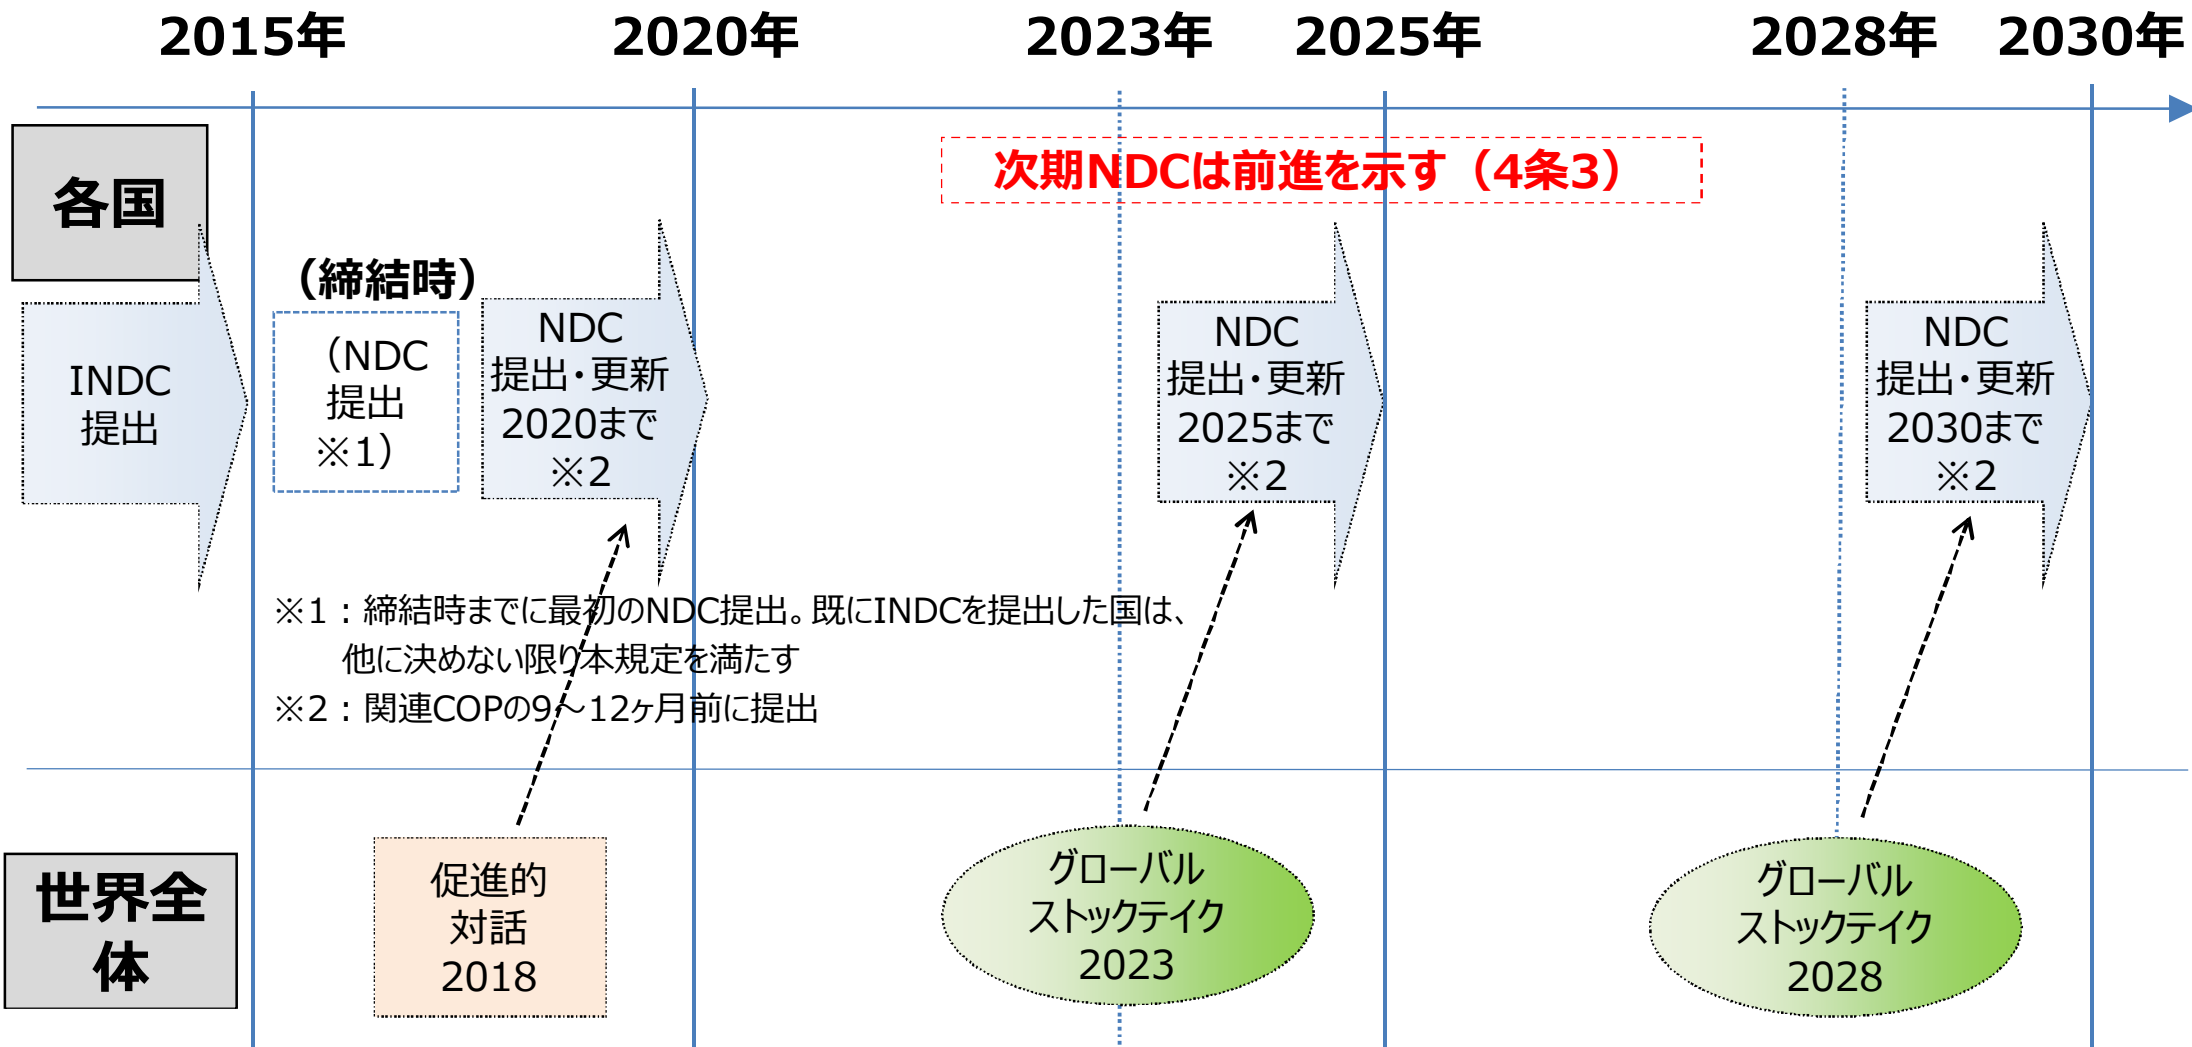 2015年 2020年 2023年 2025年 2028年 2030年
各国
次期NDCは前進を示す（4条3）
INDC
提出
（締結時）
（NDC
提出
※1）
NDC
提出・更新
2020まで
※2
NDC
提出・更新
2025まで
※2
NDC
提出・更新
2030まで
※2
※1：締結時までに最初のNDC提出。既にINDCを提出した国は、
他に決めない限り本規定を満たす
※2：関連COPの9～12ヶ月前に提出
世界全
体
促進的
対話
2018
グローバル
ストックテイク
2023
グローバル
ストックテイク
2028